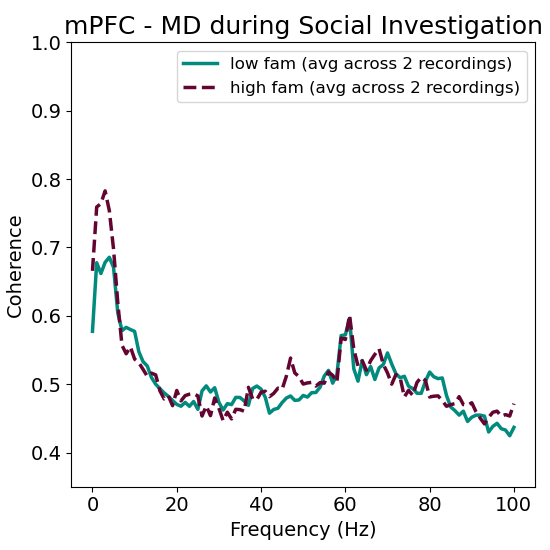 mPFC - MD during Social Investigation
1.0
low fam (avg across 2 recordings)
high fam (avg across 2 recordings)
0.9
0.8
0.7
0.6
0.5
0.4
Coherence
0 20 40 60 80 100
Frequency (Hz)